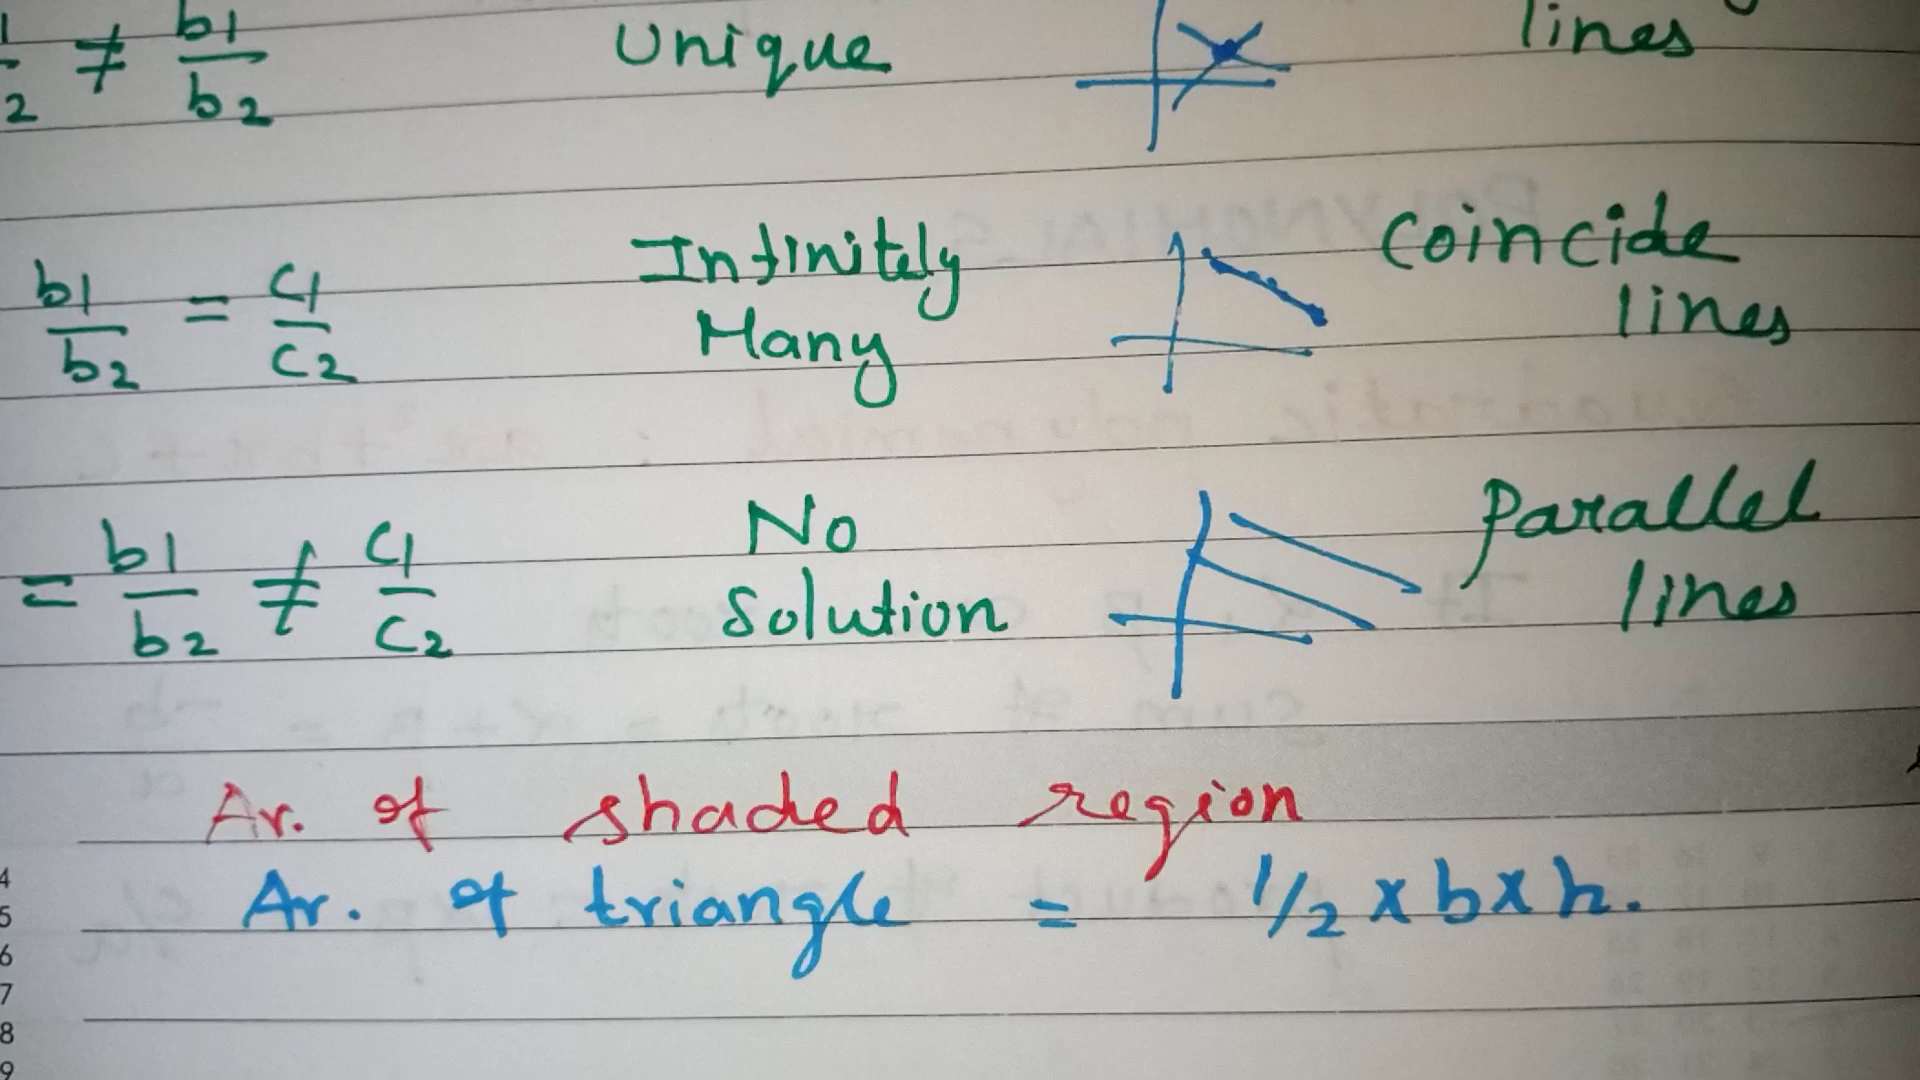 ≠ b1/b2 Unique lines
2
b1/b2 = c1/c2 Infinitely Many Coincide lines
= b1/b2 ≠ c1/c2 No Solution Parallel lines
Ar. of shaded region
Ar. of triangle = 1/2 x b x h.
4
5
6
7
8
9